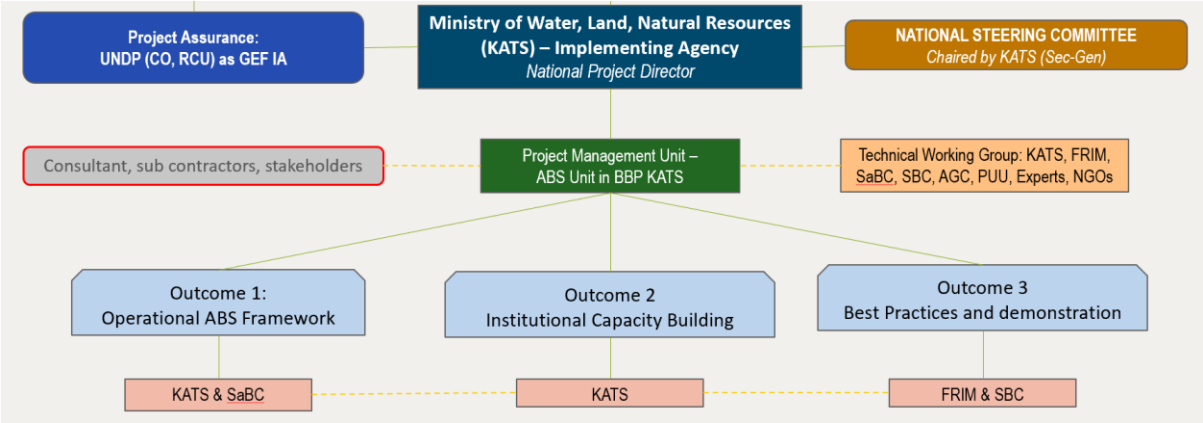 Project Assurance:
UNDP (CO, RCU) as GEF IA
Ministry of Water, Land, Natural Resources
(KATS) – Implementing Agency
National Project Director
NATIONAL STEERING COMMITTEE
Chaired by KATS (Sec-Gen)
Consultant, sub contractors, stakeholders
Project Management Unit –
ABS Unit in BBP KATS
Technical Working Group: KATS, FRIM,
SaBC, SBC, AGC, PUU, Experts, NGOs
Outcome 1:
Operational ABS Framework
Outcome 2
Institutional Capacity Building
Outcome 3
Best Practices and demonstration
KATS & SaBC
KATS
FRIM & SBC